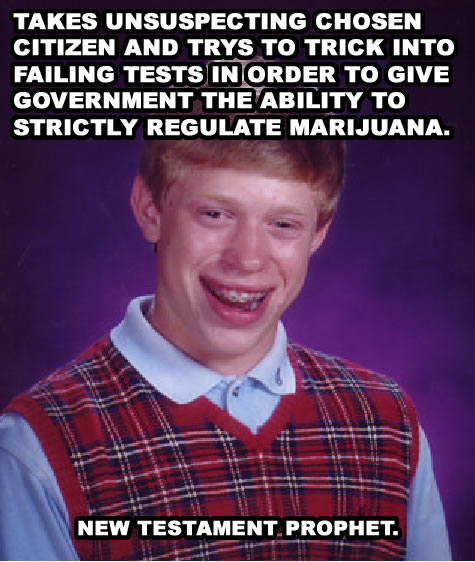 TAKES UNSUSPECTING CHOSEN
CITIZEN AND TRYS TO TRICK INTO
FAILING TESTS IN ORDER TO GIVE
GOVERNMENT THE ABILITY TO
STRICTLY REGULATE MARIJUANA.
NEW TESTAMENT PROPHET.